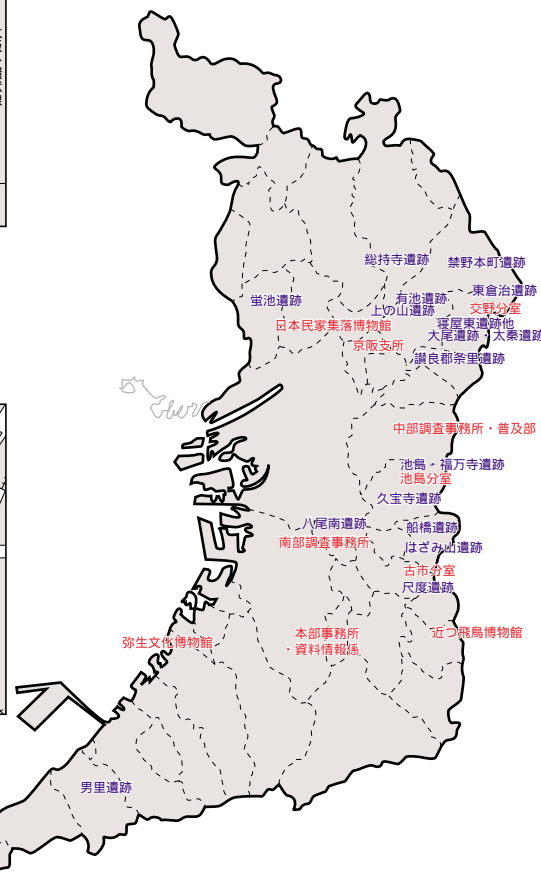 総持寺遺跡
禁野本町遺跡
東倉治遺跡
有池遺跡
蛍池遺跡
交野分室
上の山遺跡
寝屋東遺跡他
日本民家集落博物館
大尾遺跡・太秦遺跡
京阪支所
讃良郡条里遺跡
中部調査事務所・普及部
池島・福万寺遺跡
池島分室
久宝寺遺跡
八尾南遺跡
船橋遺跡
南部調査事務所
はざみ山遺跡
古市分室
尺度遺跡
本部事務所
・資料情報係
近つ飛鳥博物館
弥生文化博物館
男里遺跡